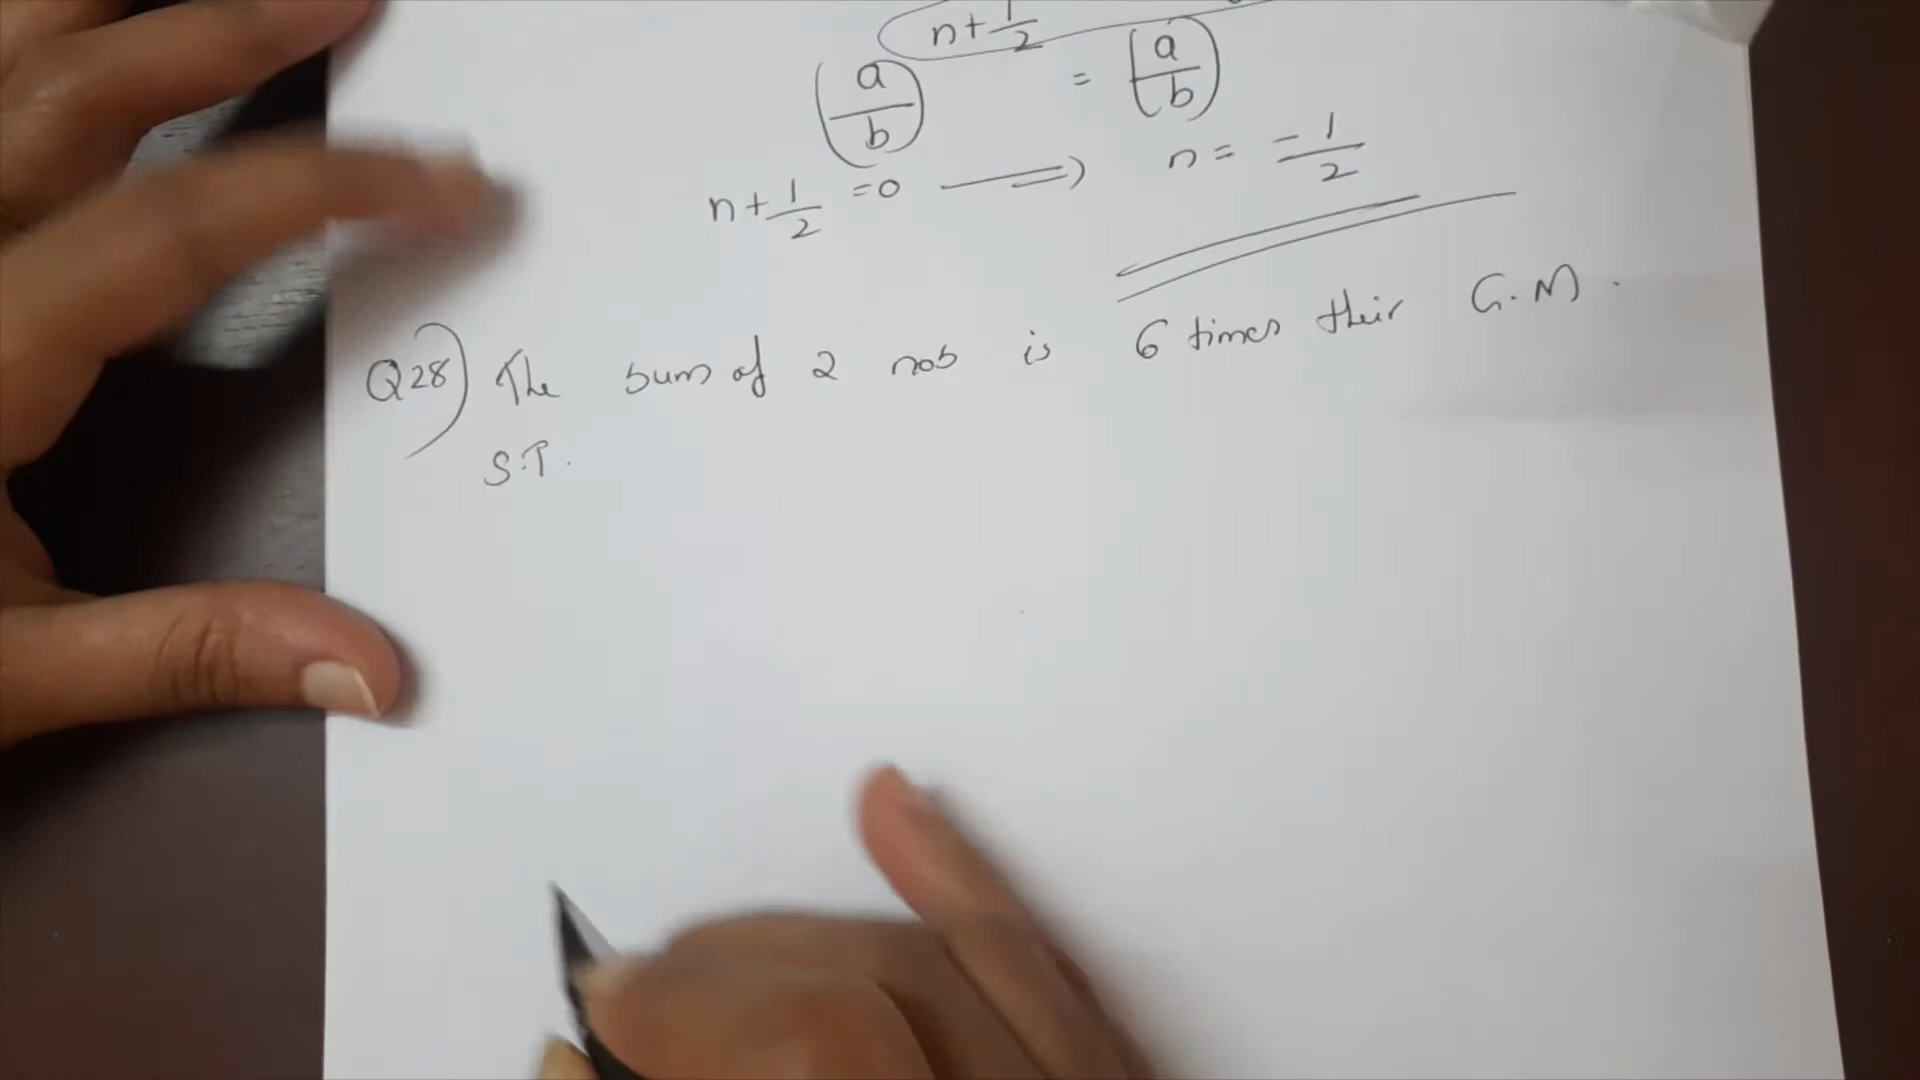 n+1/2
(a/b) = (a/b)
n+1/2 =0 ⟹ n = -1/2
Q28) The sum of 2 nos is 6 times their G.M.
S.T.